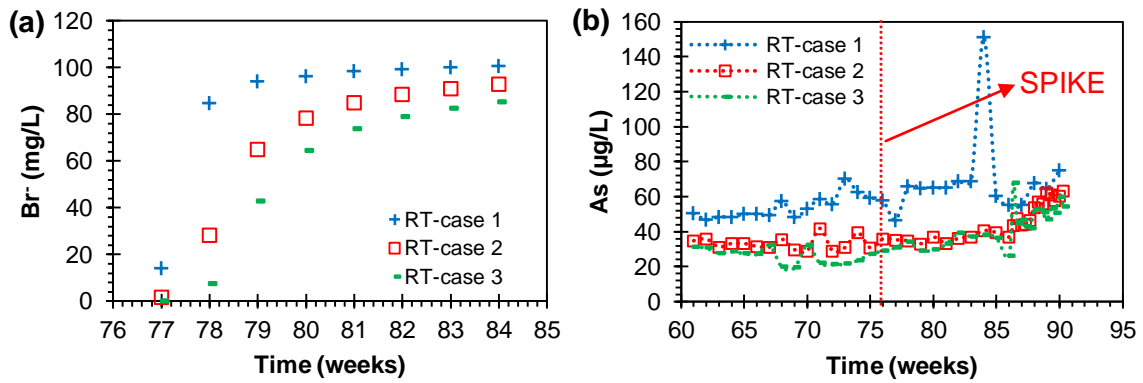 (a)
120
100
80
60
40
20
0
Br⁻ (mg/L)
RT-case 1
RT-case 2
RT-case 3
76 77 78 79 80 81 82 83 84 85
Time (weeks)
(b)
160
140
120
100
80
60
40
20
0
As (µg/L)
RT-case 1
RT-case 2
RT-case 3
SPIKE
60 65 70 75 80 85 90 95
Time (weeks)